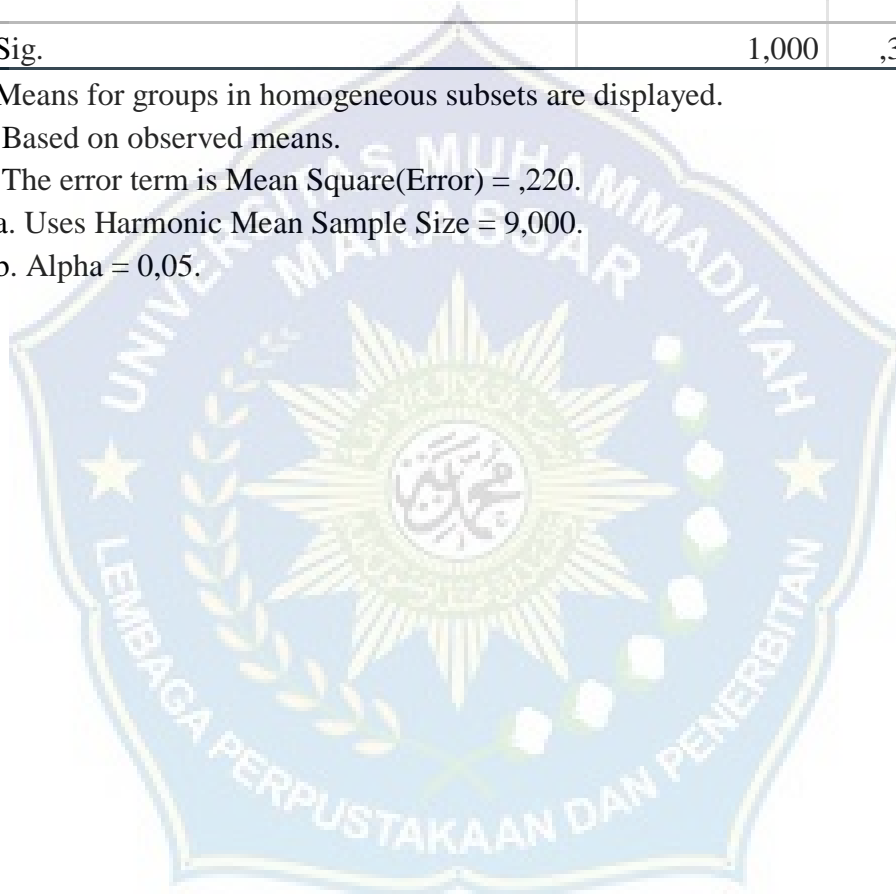 Sig. 1,000 ,3
Means for groups in homogeneous subsets are displayed.
Based on observed means.
The error term is Mean Square(Error) = ,220.
a. Uses Harmonic Mean Sample Size = 9,000.
b. Alpha = 0,05.
UNIVERSITAS MUHAMMADIYAH
MAKASSAR
LEMBAGA PERPUSTAKAAN DAN PENERBITAN